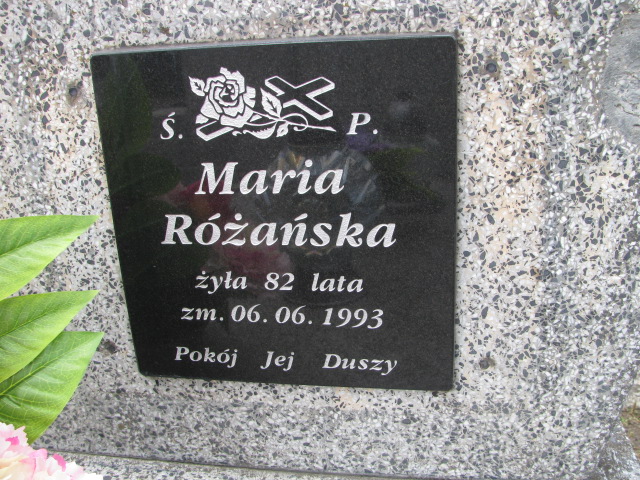 Ś. P.
Maria
Różańska
żyła 82 lata
zm. 06.06.1993
Pokój Jej Duszy